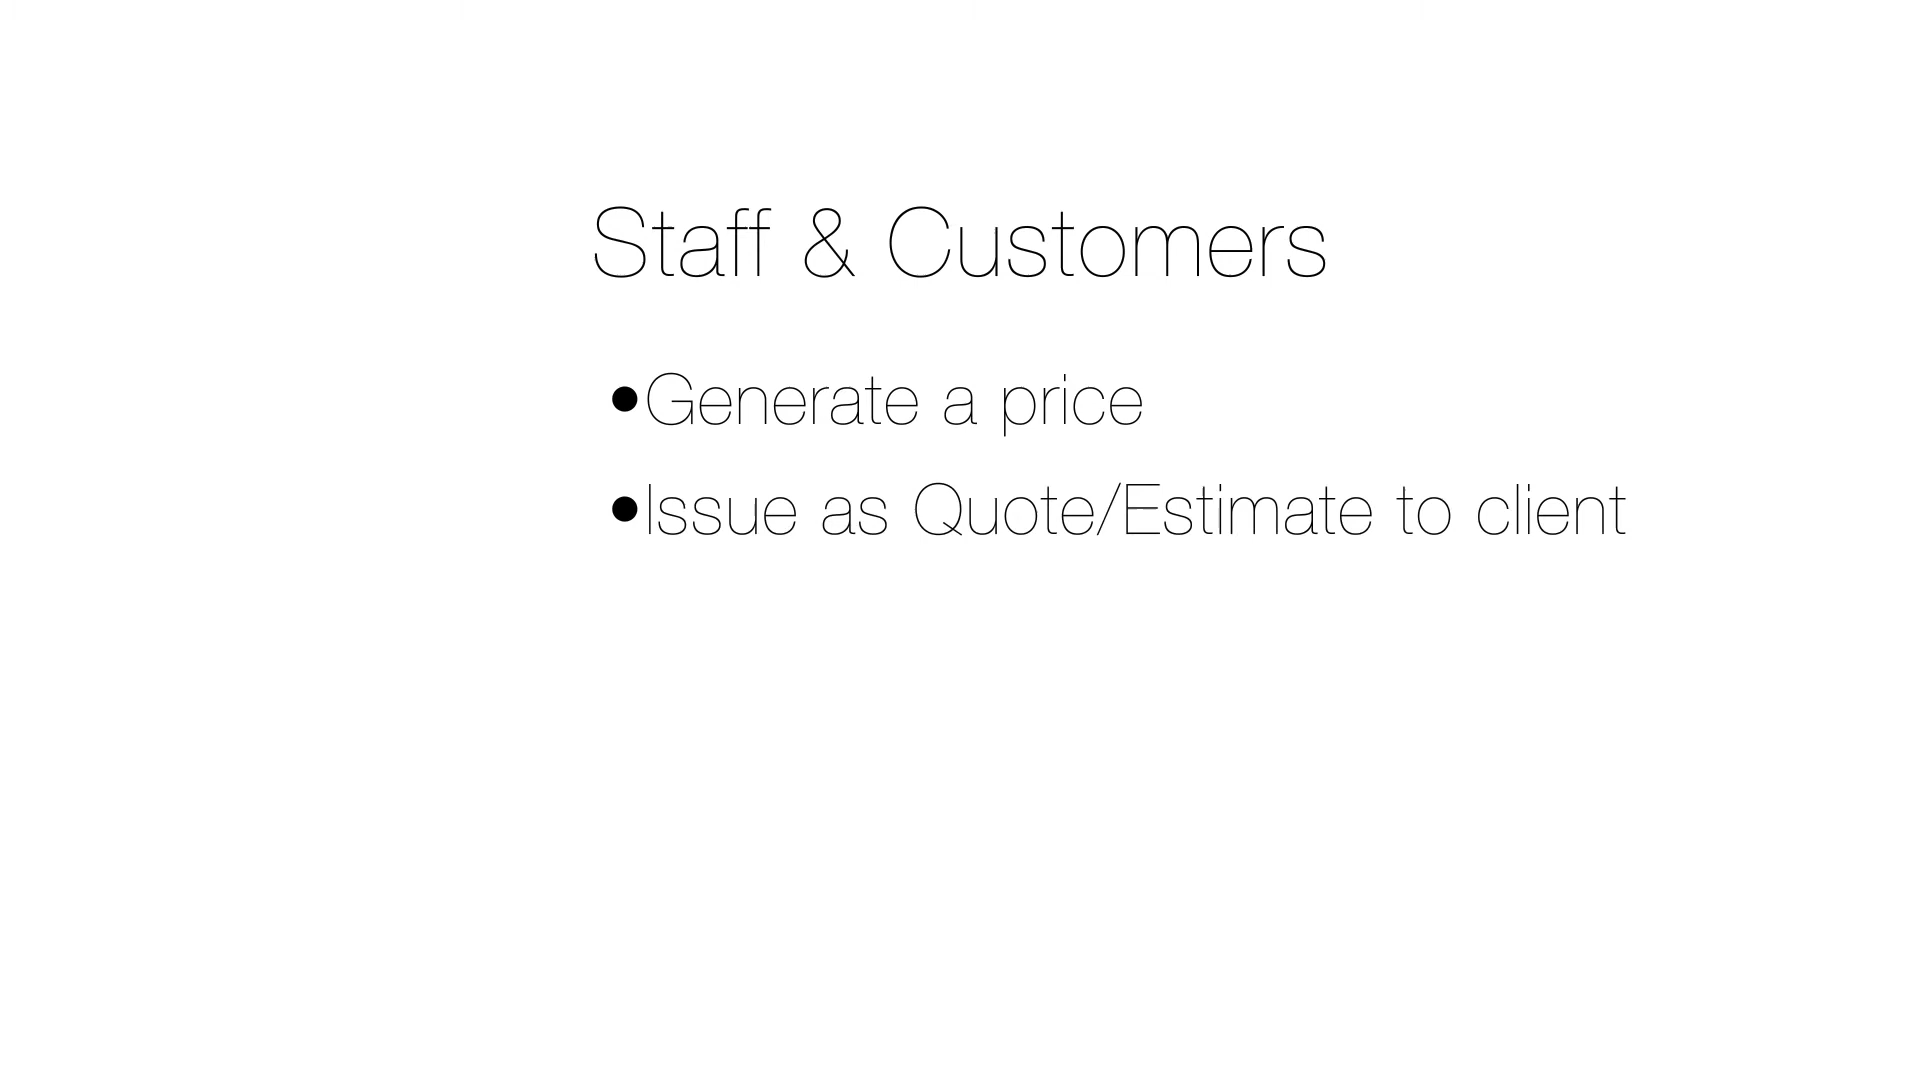 Staff & Customers
•Generate a price
•Issue as Quote/Estimate to client